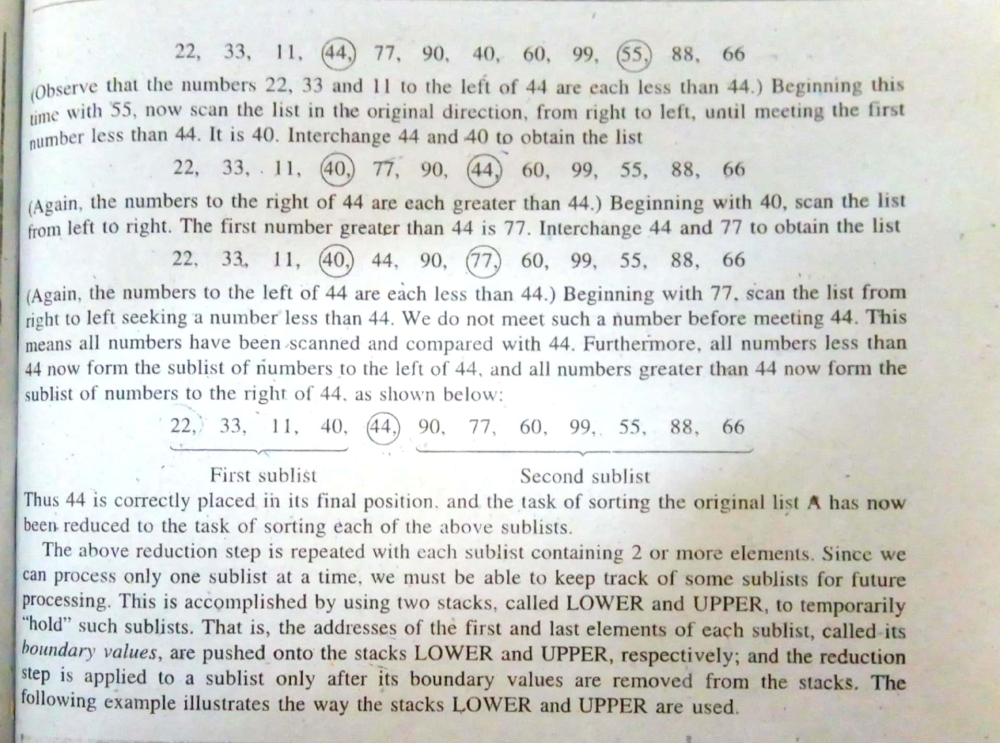 22, 33, 11, 44, 77, 90, 40, 60, 99, 55, 88, 66
(Observe that the numbers 22, 33 and 11 to the left of 44 are each less than 44.) Beginning this
time with 55, now scan the list in the original direction, from right to left, until meeting the first
number less than 44. It is 40. Interchange 44 and 40 to obtain the list
22, 33, 11, 40, 77, 90, 44, 60, 99, 55, 88, 66
(Again, the numbers to the right of 44 are each greater than 44.) Beginning with 40, scan the list
from left to right. The first number greater than 44 is 77. Interchange 44 and 77 to obtain the list
22, 33, 11, 40, 44, 90, 77, 60, 99, 55, 88, 66
(Again, the numbers to the left of 44 are each less than 44.) Beginning with 77, scan the list from
right to left seeking a number less than 44. We do not meet such a number before meeting 44. This
means all numbers have been scanned and compared with 44. Furthermore, all numbers less than
44 now form the sublist of numbers to the left of 44, and all numbers greater than 44 now form the
sublist of numbers to the right of 44, as shown below:
22, 33, 11, 40, 44, 90, 77, 60, 99, 55, 88, 66
First sublist Second sublist
Thus 44 is correctly placed in its final position, and the task of sorting the original list A has now
been reduced to the task of sorting each of the above sublists.
The above reduction step is repeated with each sublist containing 2 or more elements. Since we
can process only one sublist at a time, we must be able to keep track of some sublists for future
processing. This is accomplished by using two stacks, called LOWER and UPPER, to temporarily
“hold” such sublists. That is, the addresses of the first and last elements of each sublist, called its
boundary values, are pushed onto the stacks LOWER and UPPER, respectively; and the reduction
step is applied to a sublist only after its boundary values are removed from the stacks. The
following example illustrates the way the stacks LOWER and UPPER are used.